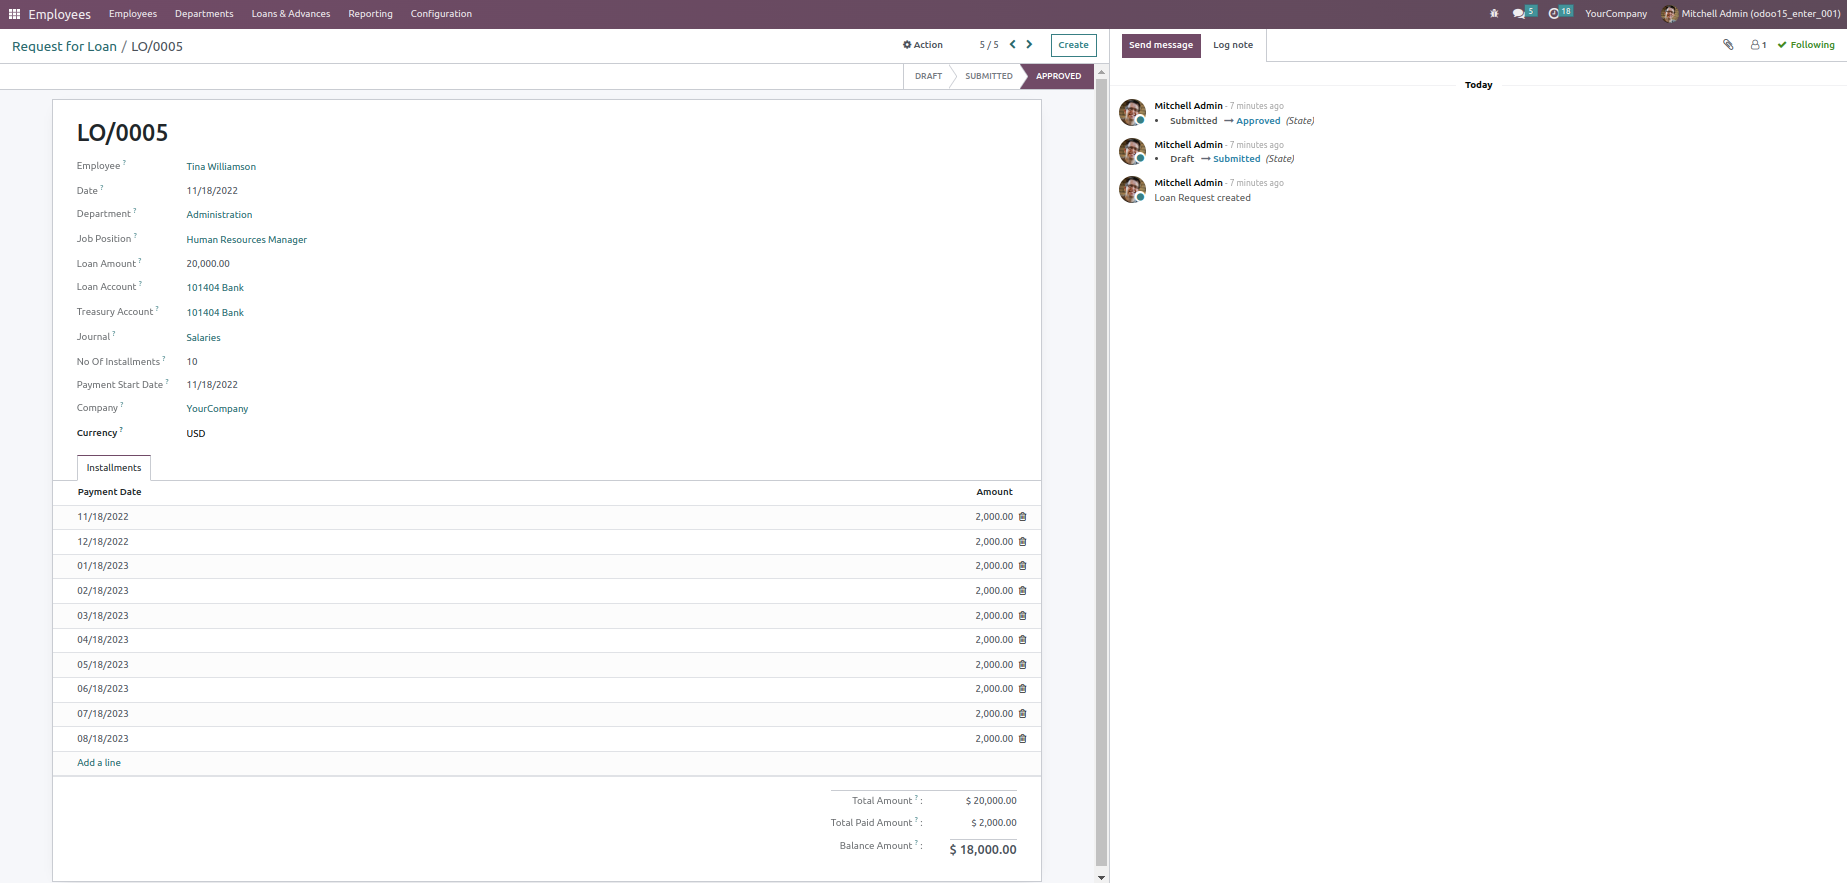 Employees Employees Departments Loans & Advances Reporting Configuration 5 18 YourCompany Mitchell Admin (odoo15_enter_001)
Request for Loan / LO/0005 Action 5 / 5 Create
DRAFT SUBMITTED APPROVED
LO/0005
Employee ? Tina Williamson
Date ? 11/18/2022
Department ? Administration
Job Position ? Human Resources Manager
Loan Amount ? 20,000.00
Loan Account ? 101404 Bank
Treasury Account ? 101404 Bank
Journal ? Salaries
No Of Installments ? 10
Payment Start Date ? 11/18/2022
Company ? YourCompany
Currency ? USD
Installments
Payment Date Amount
11/18/2022 2,000.00
12/18/2022 2,000.00
01/18/2023 2,000.00
02/18/2023 2,000.00
03/18/2023 2,000.00
04/18/2023 2,000.00
05/18/2023 2,000.00
06/18/2023 2,000.00
07/18/2023 2,000.00
08/18/2023 2,000.00
Add a line
Total Amount ? : $ 20,000.00
Total Paid Amount ? : $ 2,000.00
Balance Amount ? : $ 18,000.00
Send message Log note 1 Following
Today
Mitchell Admin - 7 minutes ago
• Submitted → Approved (State)
Mitchell Admin - 7 minutes ago
• Draft → Submitted (State)
Mitchell Admin - 7 minutes ago
Loan Request created